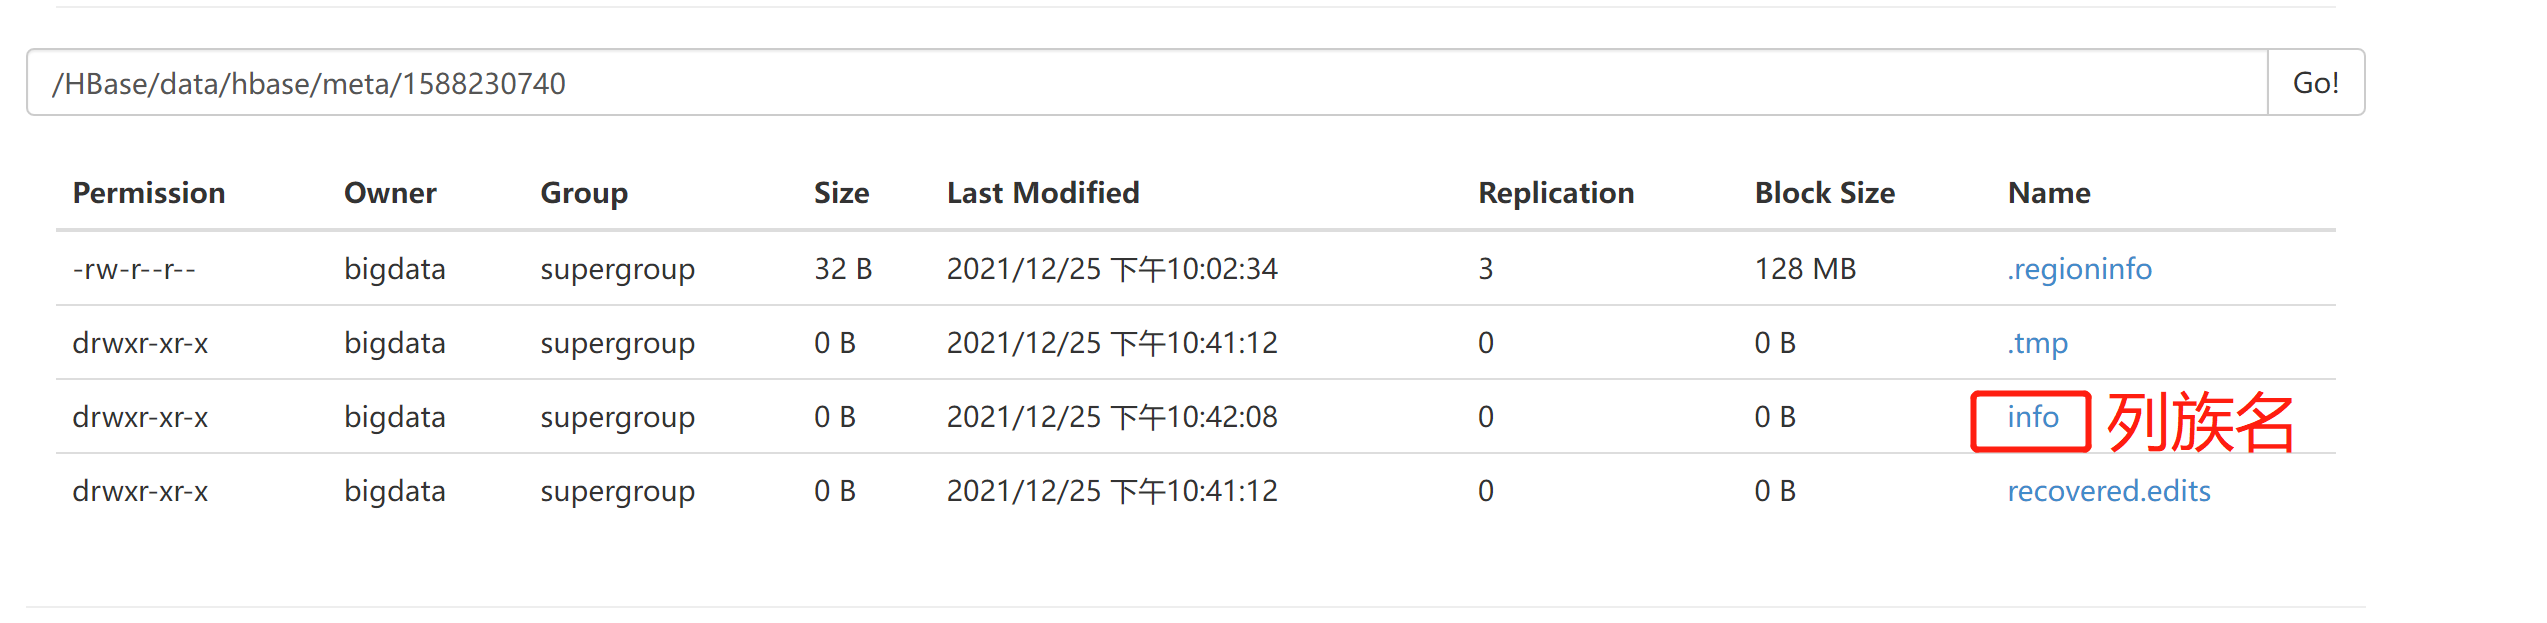 /HBase/data/hbase/meta/1588230740 Go!
Permission Owner Group Size Last Modified Replication Block Size Name
-rw-r--r-- bigdata supergroup 32 B 2021/12/25 下午10:02:34 3 128 MB .regioninfo
drwxr-xr-x bigdata supergroup 0 B 2021/12/25 下午10:41:12 0 0 B .tmp
drwxr-xr-x bigdata supergroup 0 B 2021/12/25 下午10:42:08 0 0 B info 列族名
drwxr-xr-x bigdata supergroup 0 B 2021/12/25 下午10:41:12 0 0 B recovered.edits